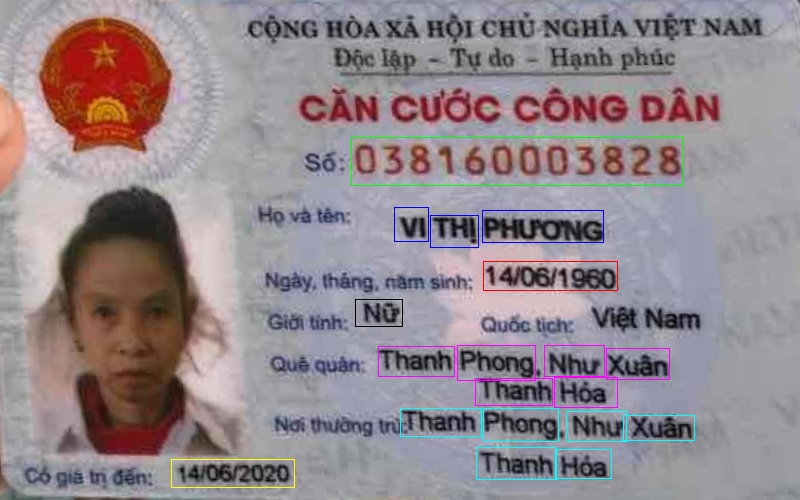 CỘNG HÒA XÃ HỘI CHỦ NGHĨA VIỆT NAM
Độc lập - Tự do - Hạnh phúc
CĂN CƯỚC CÔNG DÂN
Số: 038160003828
Họ và tên: VI THỊ PHƯƠNG
Ngày, tháng, năm sinh: 14/06/1960
Giới tính: Nữ Quốc tịch: Việt Nam
Quê quán: Thanh Phong, Như Xuân
Thanh Hóa
Nơi thường trú: Thanh Phong, Như Xuân
Thanh Hóa
Có giá trị đến: 14/06/2020